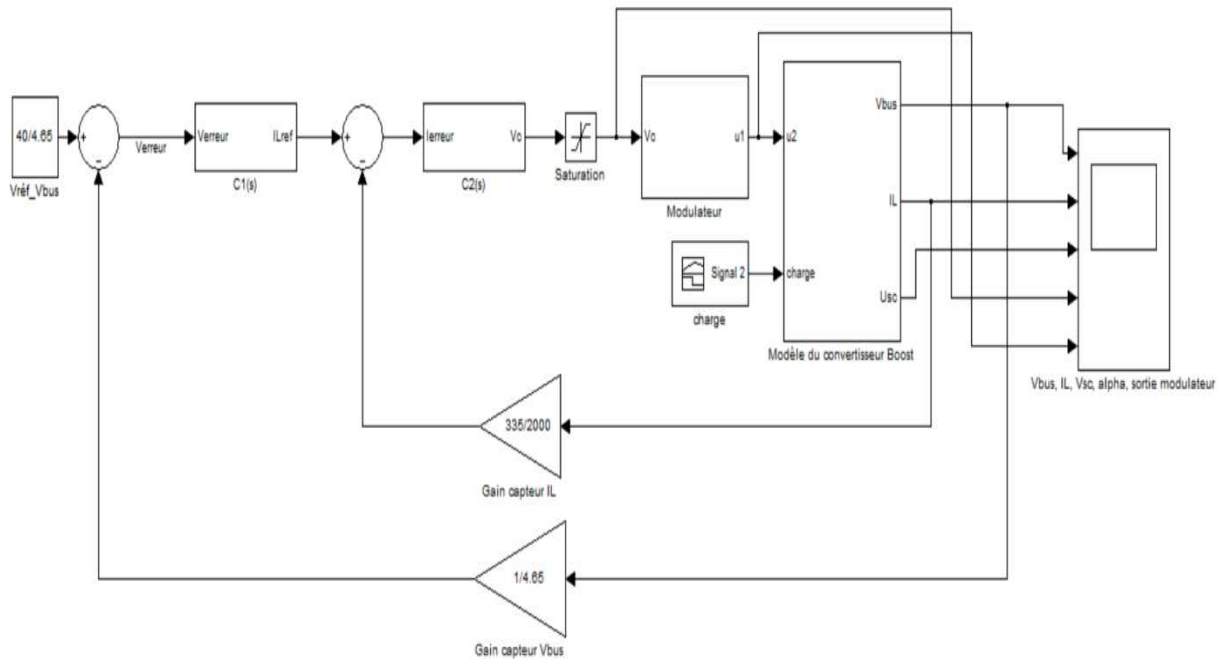 40/4.65
Vréf_Vbus
+
−
Verreur
Verreur
ILref
C1(s)
+
−
Ierreur
Vc
C2(s)
Saturation
Vc
u1
Modulateur
Signal 2
charge
u2
charge
Vbus
IL
Usc
Modèle du convertisseur Boost
Vbus, IL, Vsc, alpha, sortie modulateur
335/2000
Gain capteur IL
1/4.65
Gain capteur Vbus